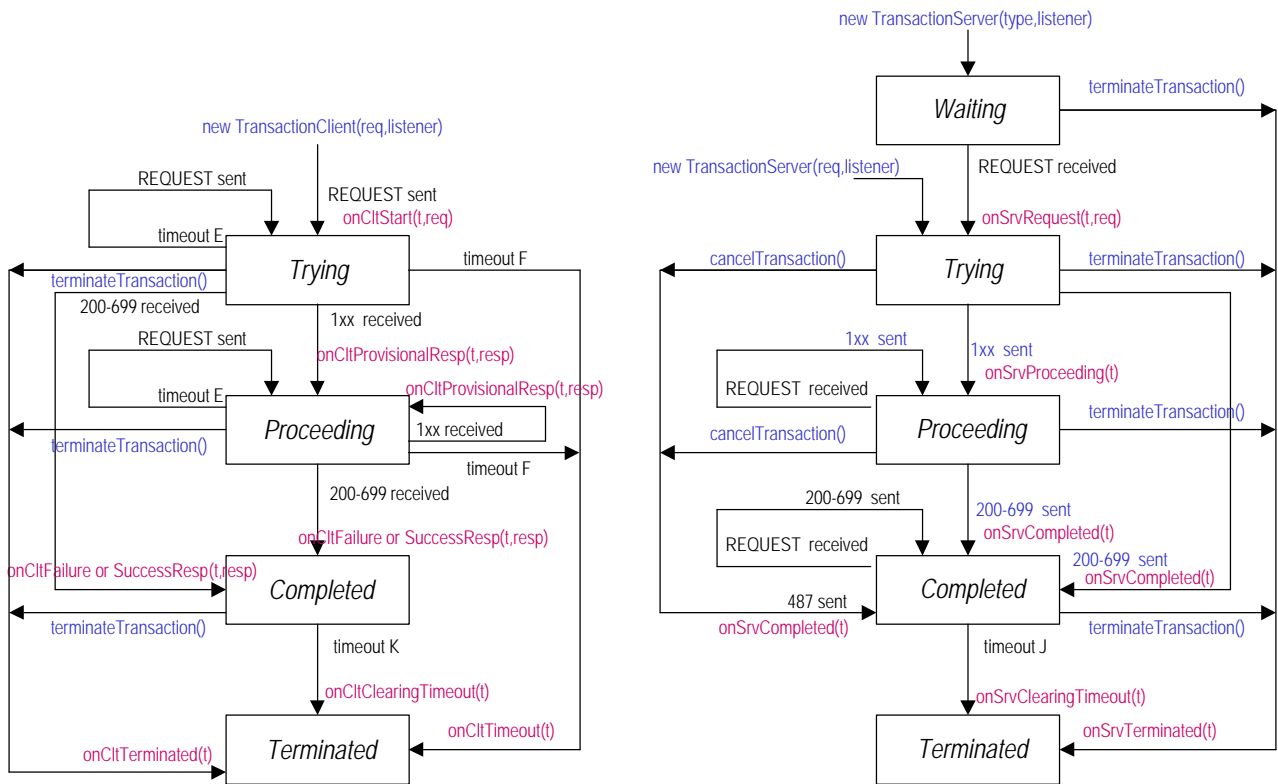 new TransactionClient(req,listener)
REQUEST sent
REQUEST sent
onCltStart(t,req)
timeout E
Trying
timeout F
terminateTransaction()
200-699 received
1xx received
REQUEST sent
onCltProvisionalResp(t,resp)
onCltProvisionalResp(t,resp)
timeout E
Proceeding
1xx received
terminateTransaction()
timeout F
200-699 received
onCltFailure or SuccessResp(t,resp)
onCltFailure or SuccessResp(t,resp)
Completed
terminateTransaction()
timeout K
onCltClearingTimeout(t)
onCltTimeout(t)
Terminated
onCltTerminated(t)
new TransactionServer(type,listener)
Waiting
terminateTransaction()
REQUEST received
new TransactionServer(req,listener)
onSrvRequest(t,req)
cancelTransaction()
Trying
terminateTransaction()
1xx sent
1xx sent
onSrvProceeding(t)
REQUEST received
Proceeding
terminateTransaction()
cancelTransaction()
200-699 sent
200-699 sent
onSrvCompleted(t)
REQUEST received
200-699 sent
onSrvCompleted(t)
Completed
487 sent
onSrvCompleted(t)
terminateTransaction()
timeout J
onSrvClearingTimeout(t)
onSrvTerminated(t)
Terminated